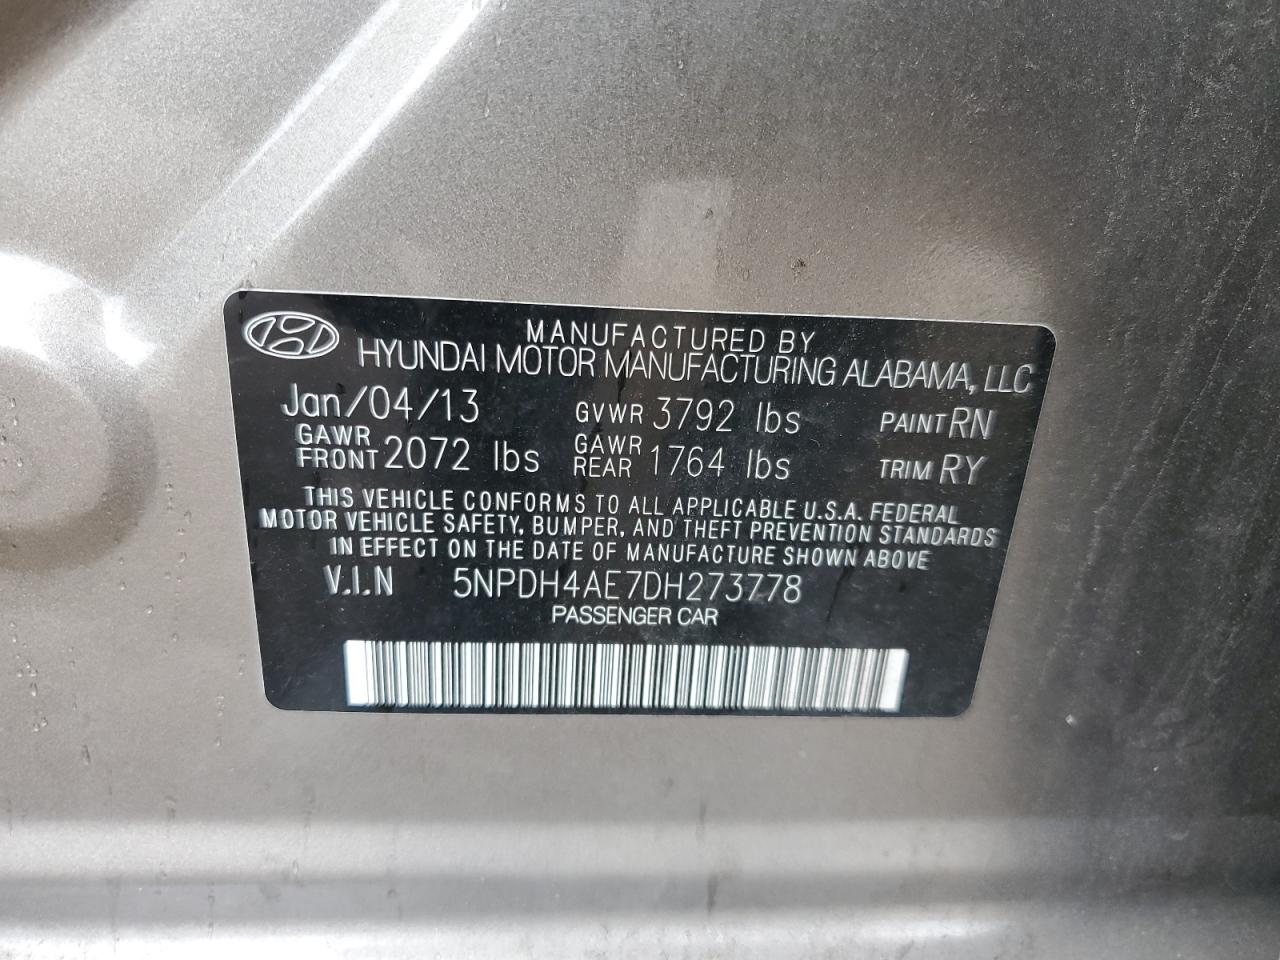 MANUFACTURED BY
HYUNDAI MOTOR MANUFACTURING ALABAMA, LLC
Jan/04/13 GVWR 3792 lbs PAINT RN
GAWR FRONT 2072 lbs GAWR REAR 1764 lbs TRIM RY
THIS VEHICLE CONFORMS TO ALL APPLICABLE U.S.A. FEDERAL
MOTOR VEHICLE SAFETY, BUMPER, AND THEFT PREVENTION STANDARDS
IN EFFECT ON THE DATE OF MANUFACTURE SHOWN ABOVE
V.I.N 5NPDH4AE7DH273778
PASSENGER CAR